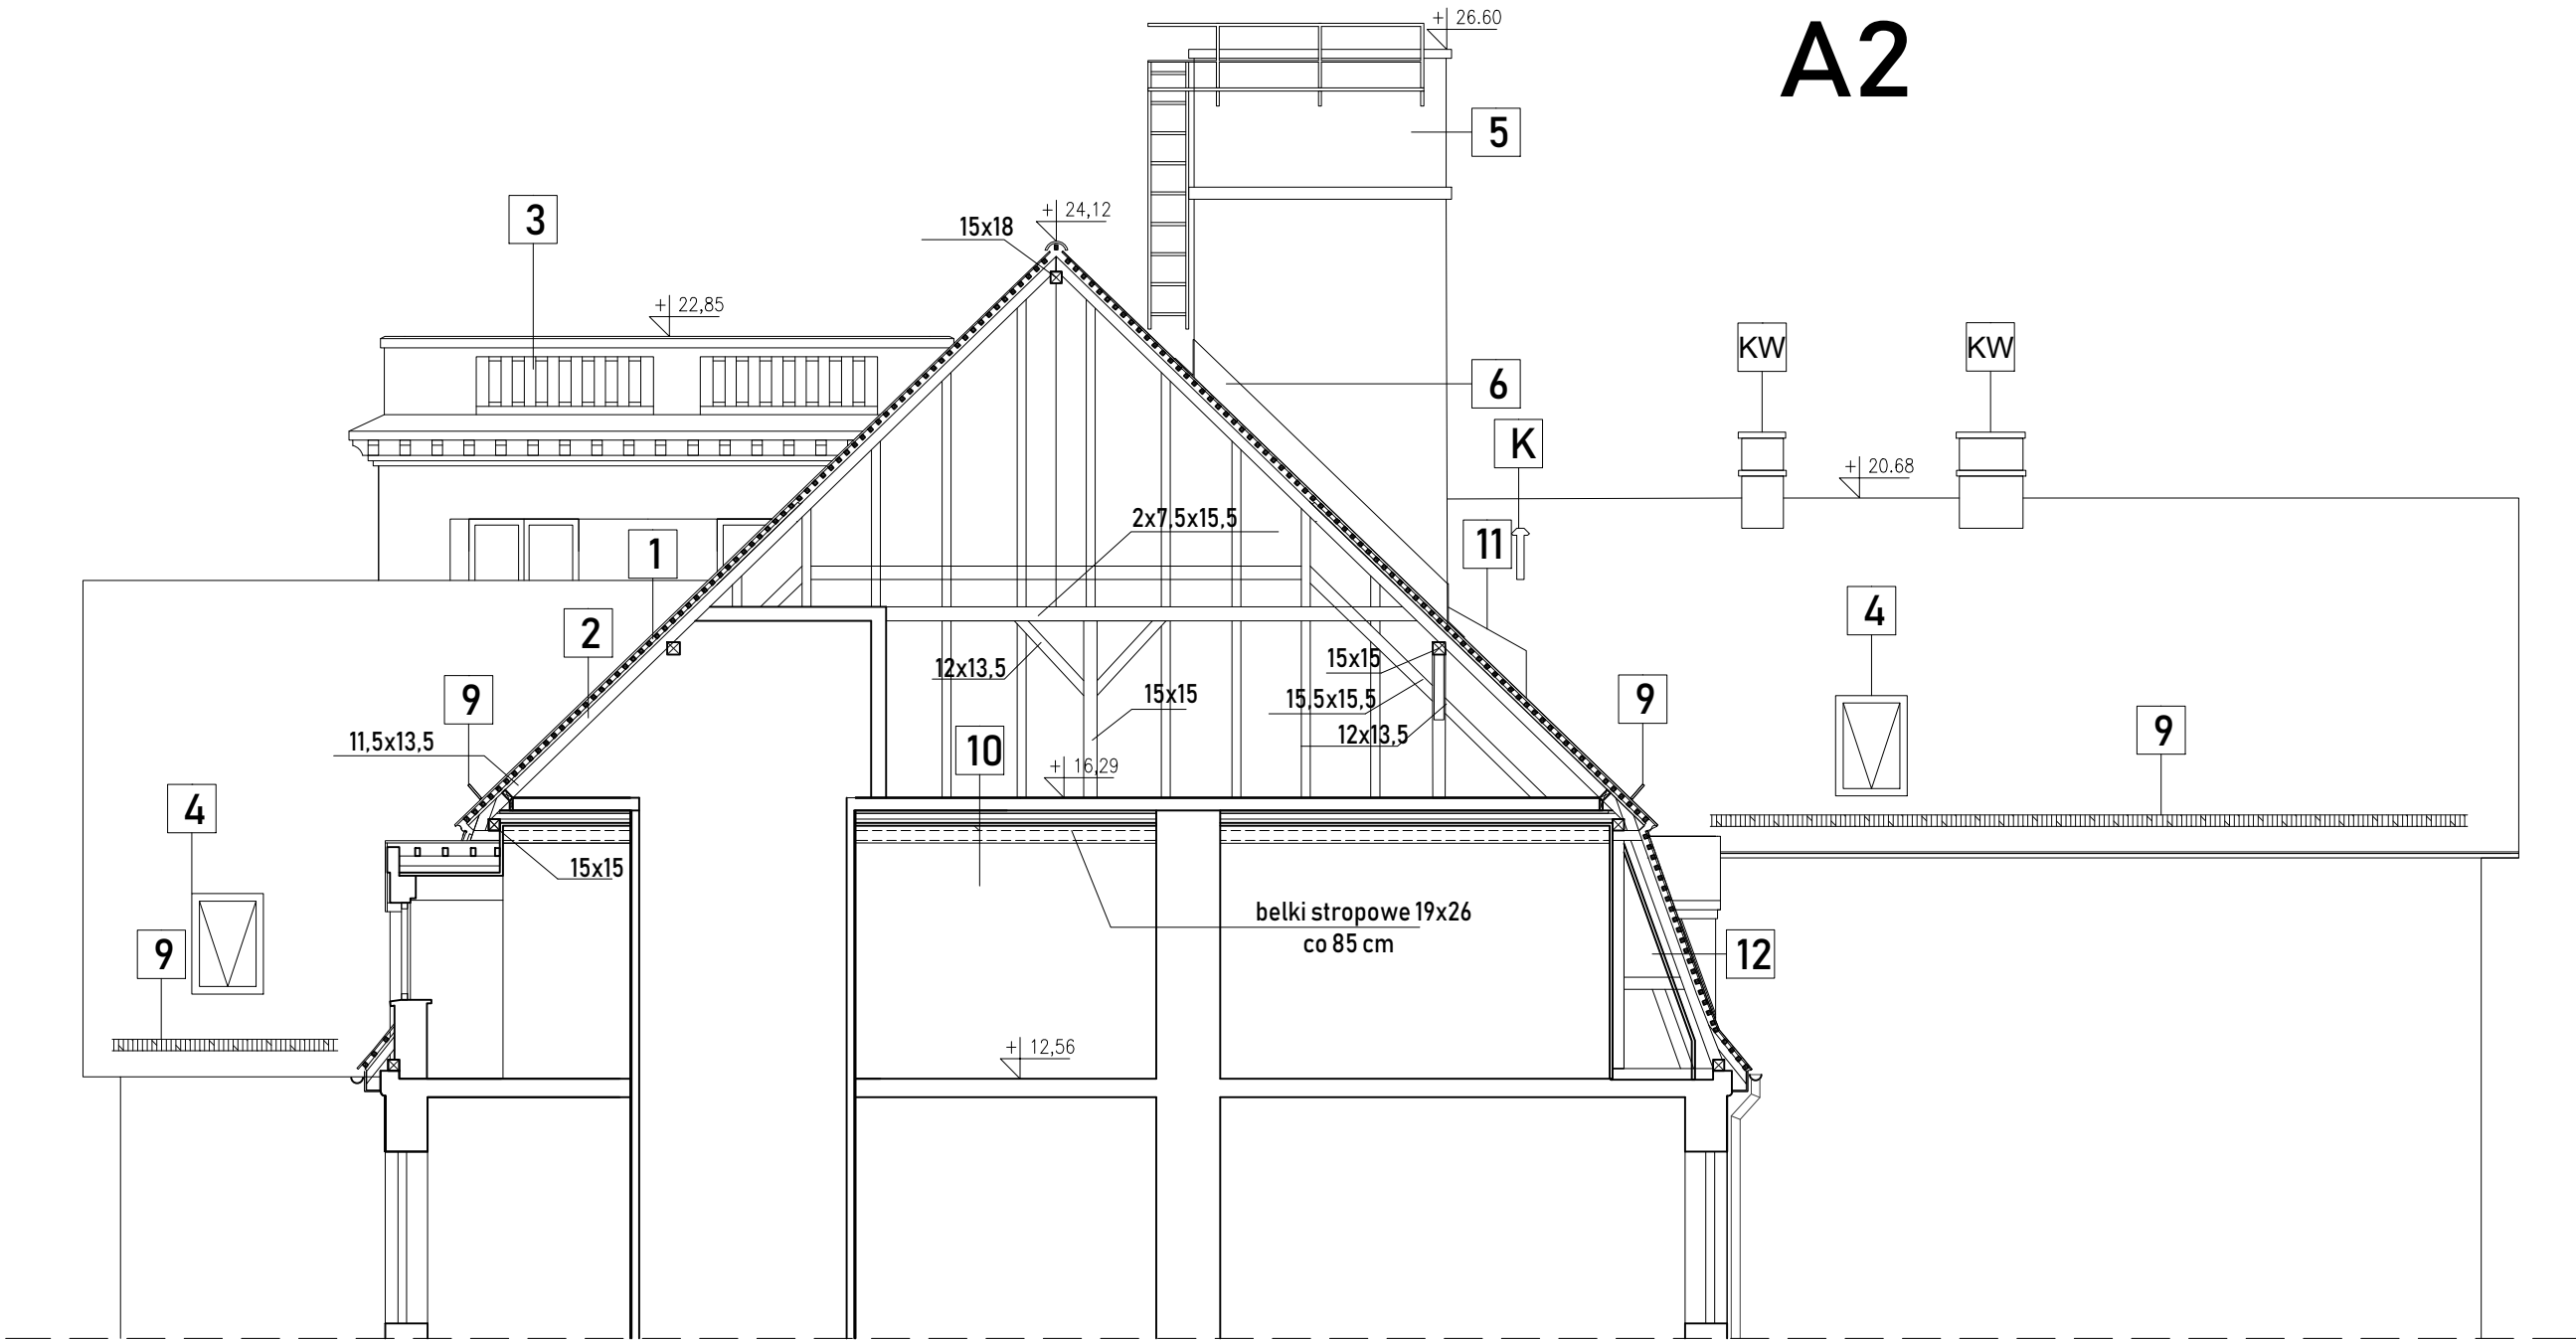 A2
+ 26.60
5
3
+ 24,12
15x18
+ 22,85
KW
KW
6
K
+ 20.68
2x7,5x15,5
1
11
4
2
12x13,5
15x15
15x15
15,5x15,5
12x13,5
9
9
9
11,5x13,5
10
+ 16,29
4
15x15
belki stropowe 19x26
co 85 cm
9
12
+ 12,56